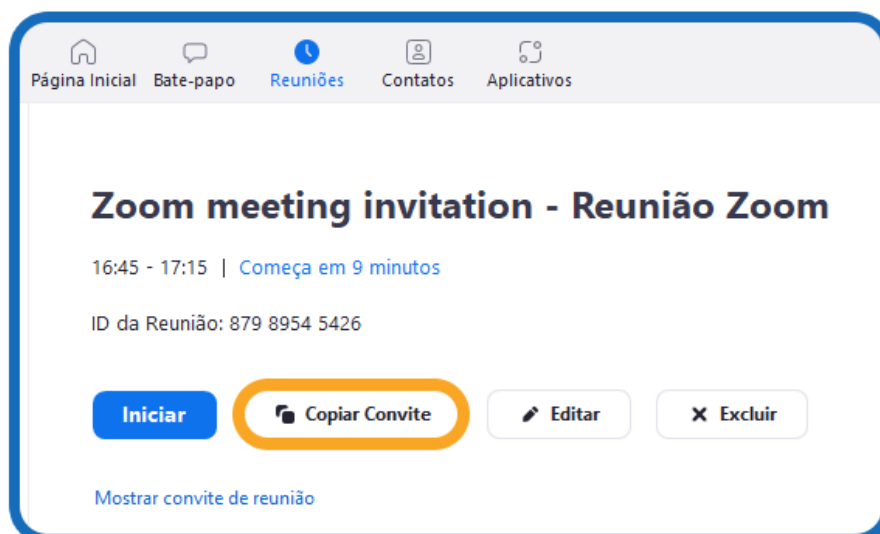 Página Inicial Bate-papo Reuniões Contatos Aplicativos
Zoom meeting invitation - Reunião Zoom
16:45 - 17:15 | Começa em 9 minutos
ID da Reunião: 879 8954 5426
Iniciar Copiar Convite Editar Excluir
Mostrar convite de reunião